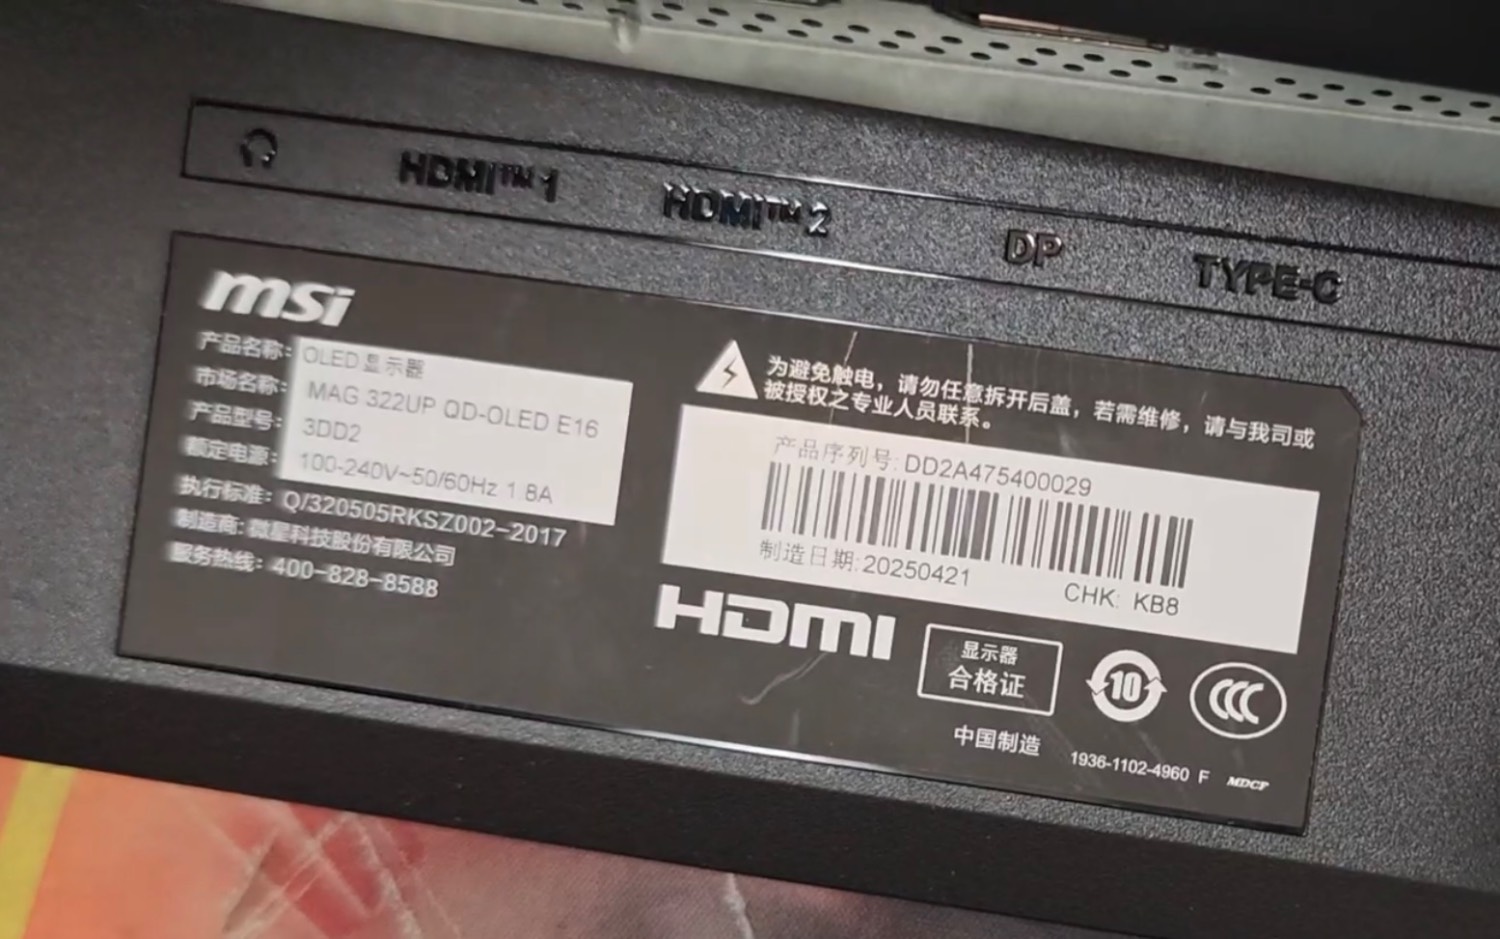 HDMI™ 1
HDMI™ 2
DP
TYPE-C
msi
产品名称: OLED显示器
市场名称: MAG 322UP QD-OLED E16
产品型号: 3DD2
额定电源: 100-240V~50/60Hz 1.8A
执行标准: Q/320505RKSZ002-2017
制造商: 微星科技股份有限公司
服务热线: 400-828-8588
为避免触电，请勿任意拆开后盖，若需维修，请与我司或
被授权之专业人员联系。
产品序列号: DD2A475400029
制造日期: 20250421
CHK: KB8
HDMI
显示器
合格证
10
CCC
中国制造
1936-1102-4960 F
MDCF